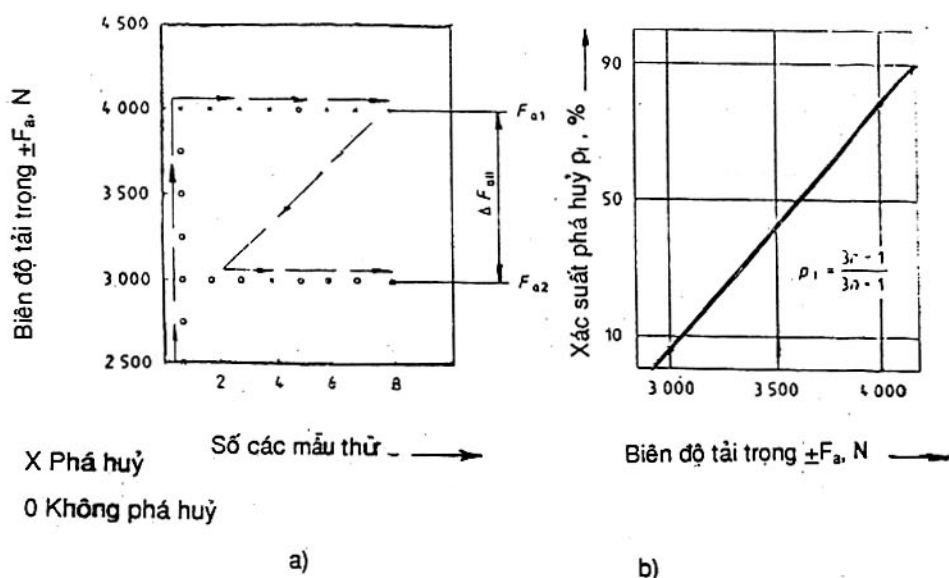 Biên độ tải trọng ±Fa, N
4 500
4 000
3 500
3 000
2 500
2 4 6 8
Fa1
Δ Fall
Fa2
Số các mẫu thử
X Phá huỷ
0 Không phá huỷ
a)
Xác suất phá huỷ pf, %
90
50
10
3 000 3 500 4 000
Biên độ tải trọng ±Fa, N
b)